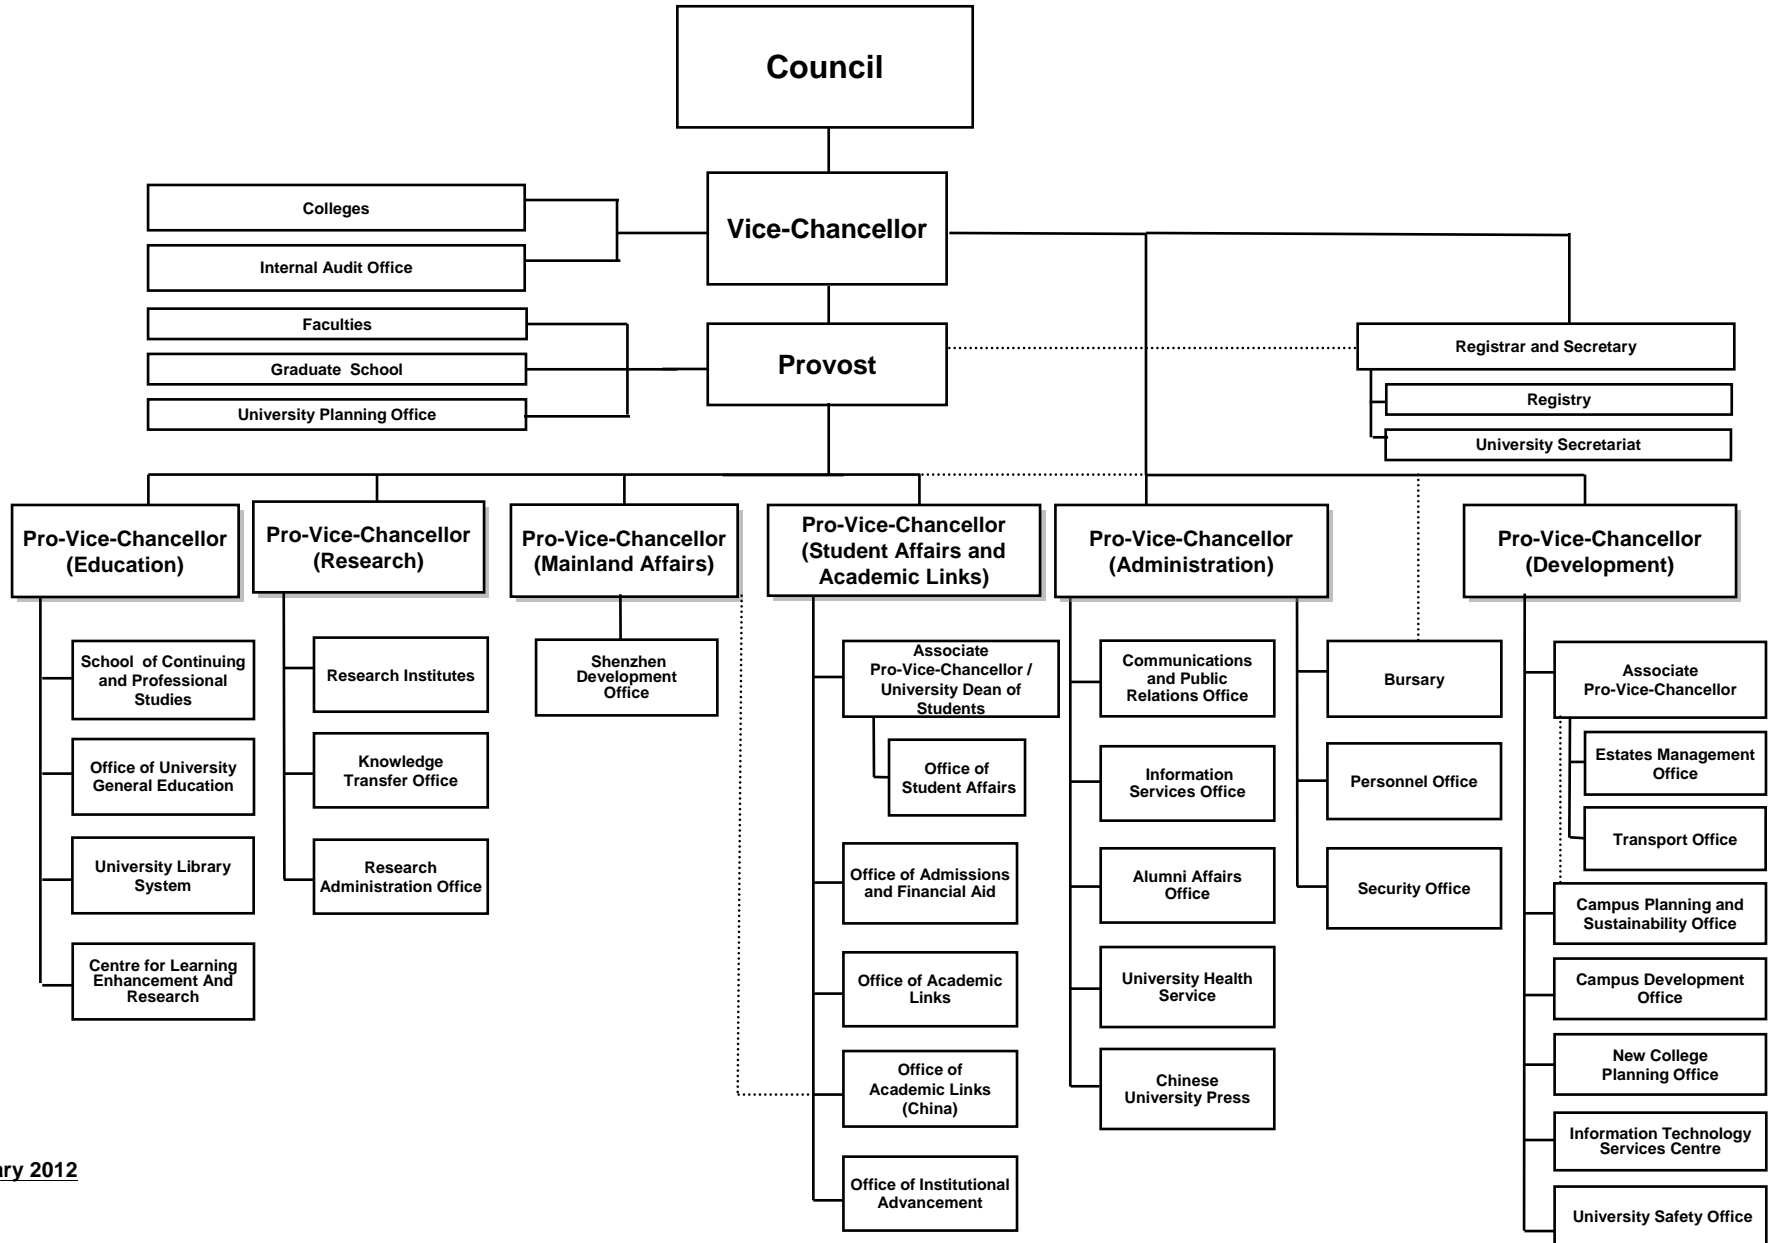 Council
Vice-Chancellor
Colleges
Internal Audit Office
Faculties
Graduate School
University Planning Office
Provost
Registrar and Secretary
Registry
University Secretariat
Pro-Vice-Chancellor
(Education)
School of Continuing
and Professional
Studies
Office of University
General Education
University Library
System
Centre for Learning
Enhancement And
Research
Pro-Vice-Chancellor
(Research)
Research Institutes
Knowledge
Transfer Office
Research
Administration Office
Pro-Vice-Chancellor
(Mainland Affairs)
Shenzhen
Development
Office
Pro-Vice-Chancellor
(Student Affairs and
Academic Links)
Associate
Pro-Vice-Chancellor /
University Dean of
Students
Office of
Student Affairs
Office of Admissions
and Financial Aid
Office of Academic
Links
Office of
Academic Links
(China)
Office of Institutional
Advancement
Pro-Vice-Chancellor
(Administration)
Communications
and Public
Relations Office
Information
Services Office
Alumni Affairs
Office
University Health
Service
Chinese
University Press
Bursary
Personnel Office
Security Office
Pro-Vice-Chancellor
(Development)
Associate
Pro-Vice-Chancellor
Estates Management
Office
Transport Office
Campus Planning and
Sustainability Office
Campus Development
Office
New College
Planning Office
Information Technology
Services Centre
University Safety Office
2012